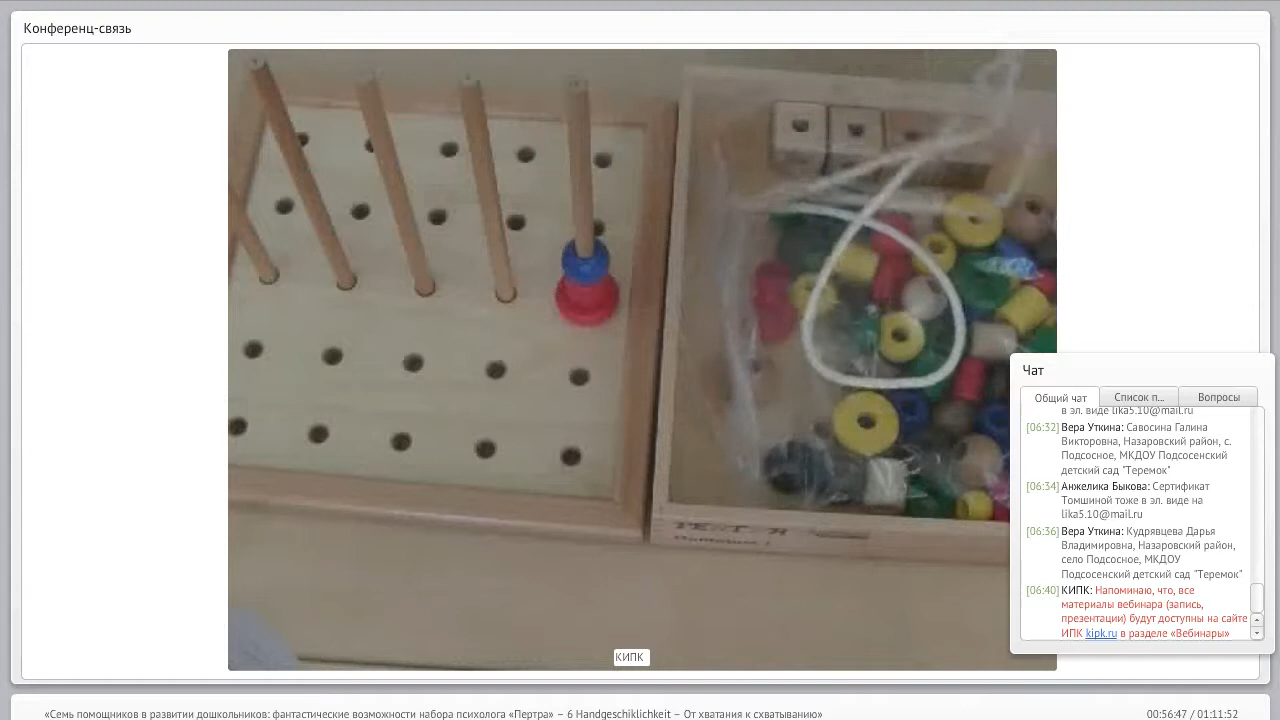 Конференц-связь
КИПК
Чат
Общий чат
Список п...
Вопросы
в эл. виде lika5.10@mail.ru
[06:32] Вера Уткина: Савосина Галина
Викторовна, Назаровский район, с.
Подсосное, МКДОУ Подсосенский
детский сад "Теремок"
[06:34] Анжелика Быкова: Сертификат
Томшиной тоже в эл. виде на
lika5.10@mail.ru
[06:36] Вера Уткина: Кудрявцева Дарья
Владимировна, Назаровский район,
село Подсосное, МКДОУ
Подсосенский детский сад "Теремок"
[06:40] КИПК: Напоминаю, что, все
материалы вебинара (запись,
презентации) будут доступны на сайте
ИПК kipk.ru в разделе «Вебинары»
«Семь помощников в развитии дошкольников: фантастические возможности набора психолога «Пертра» – 6 Handgeschiklichkeit – От хватания к схватыванию»
00:56:47 / 01:11:52